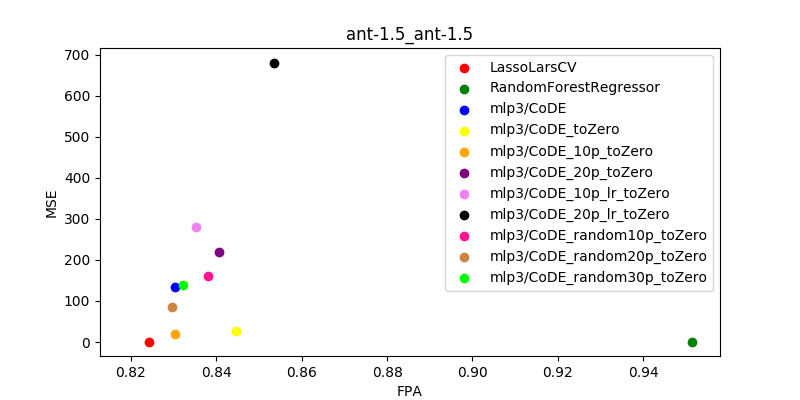 ant-1.5_ant-1.5
700
600
500
400
300
200
100
0
MSE
LassoLarsCV
RandomForestRegressor
mlp3/CoDE
mlp3/CoDE_toZero
mlp3/CoDE_10p_toZero
mlp3/CoDE_20p_toZero
mlp3/CoDE_10p_lr_toZero
mlp3/CoDE_20p_lr_toZero
mlp3/CoDE_random10p_toZero
mlp3/CoDE_random20p_toZero
mlp3/CoDE_random30p_toZero
0.82 0.84 0.86 0.88 0.90 0.92 0.94
FPA